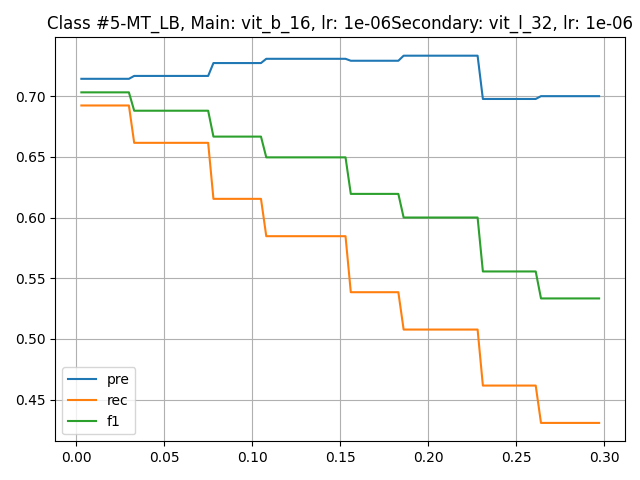 Class #5-MT_LB, Main: vit_b_16, lr: 1e-06Secondary: vit_l_32, lr: 1e-06
0.70
0.65
0.60
0.55
0.50
0.45
pre
rec
f1
0.00 0.05 0.10 0.15 0.20 0.25 0.30